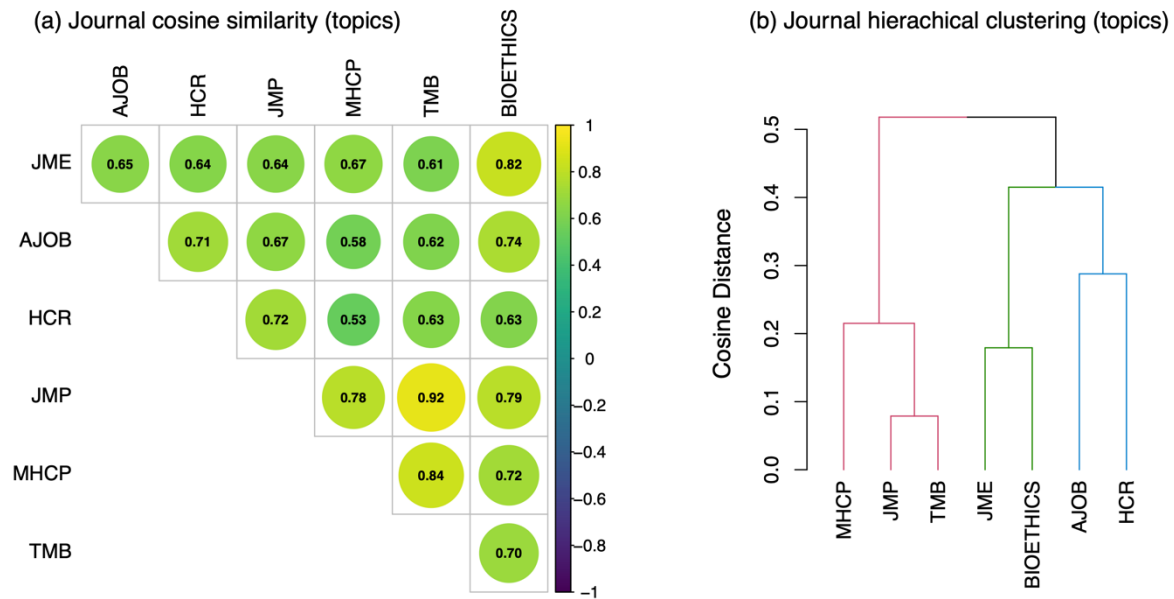 (a) Journal cosine similarity (topics)
AJOB HCR JMP MHCP TMB BIOETHICS
JME 0.65 0.64 0.64 0.67 0.61 0.82
AJOB 0.71 0.67 0.58 0.62 0.74
HCR 0.72 0.53 0.63 0.63
JMP 0.78 0.92 0.79
MHCP 0.84 0.72
TMB 0.70
1
0.8
0.6
0.4
0.2
0
−0.2
−0.4
−0.6
−0.8
−1
(b) Journal hierachical clustering (topics)
Cosine Distance
0.5
0.4
0.3
0.2
0.1
0.0
MHCP JMP TMB JME BIOETHICS AJOB HCR